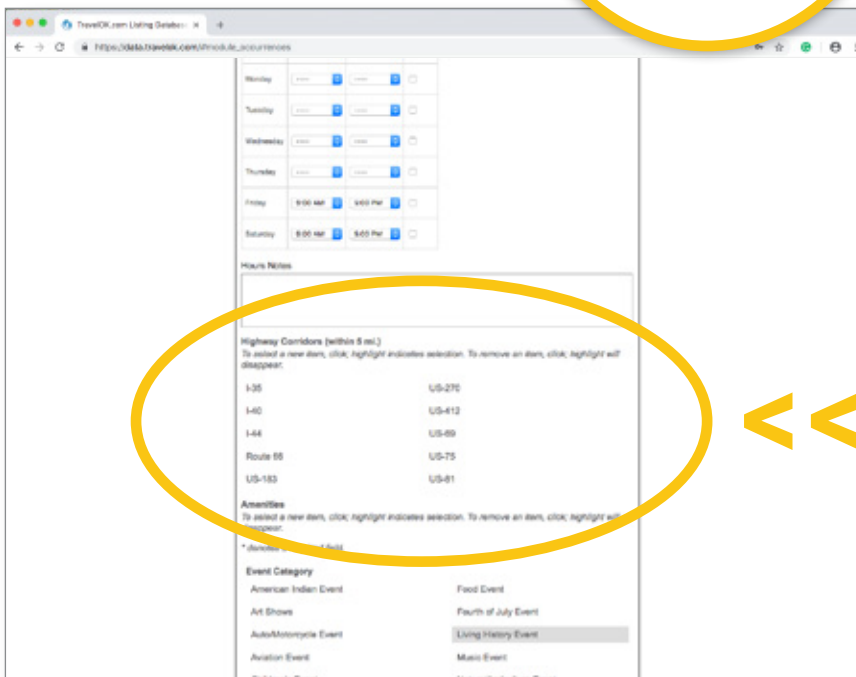 TravelOK.com Listing Database
https://data.travelok.com/#module_occurrences
Monday
Tuesday
Wednesday
Thursday
Friday 9:00 AM 5:00 PM
Saturday 9:00 AM 5:00 PM
Hours Notes
Highway Corridors (within 5 mi.)
To select a new item, click; highlight indicates selection. To remove an item, click; highlight will
disappear.
I-35 US-270
I-40 US-412
I-44 US-69
Route 66 US-75
US-183 US-81
Amenities
To select a new item, click; highlight indicates selection. To remove an item, click; highlight will
disappear.
* denotes field
Event Category
American Indian Event Food Event
Art Shows Fourth of July Event
Auto/Motorcycle Event Living History Event
Aviation Event Music Event
<<